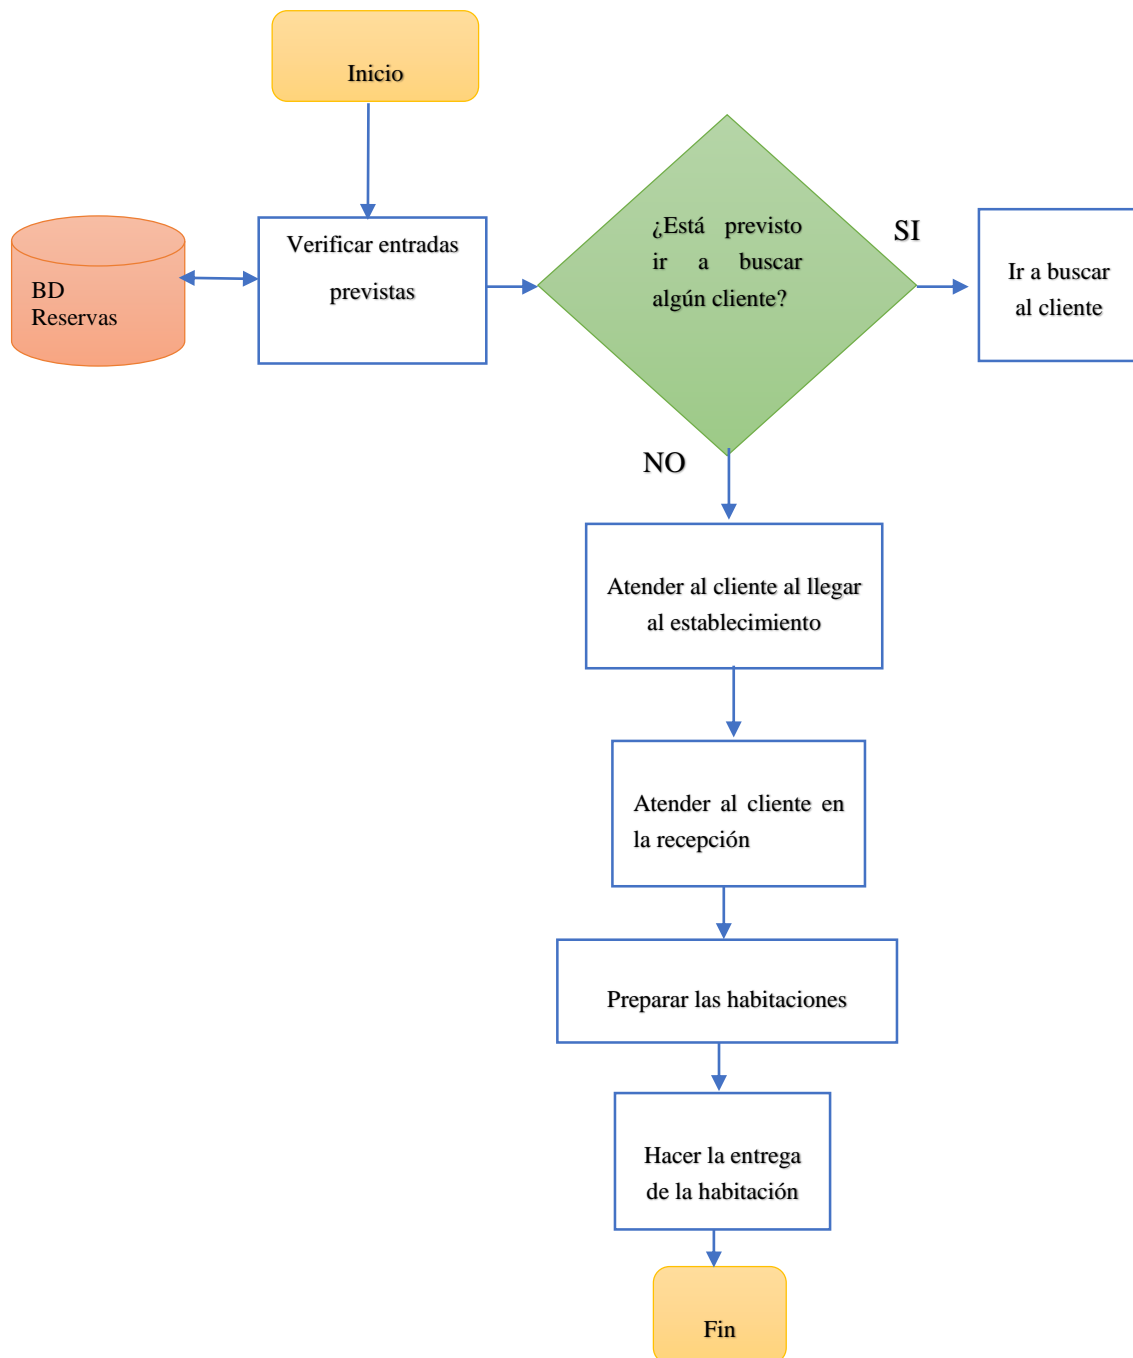 Inicio
Verificar entradas
previstas
BD
Reservas
¿Está previsto
ir a buscar
algún cliente?
SI
Ir a buscar
al cliente
NO
Atender al cliente al llegar
al establecimiento
Atender al cliente en
la recepción
Preparar las habitaciones
Hacer la entrega
de la habitación
Fin